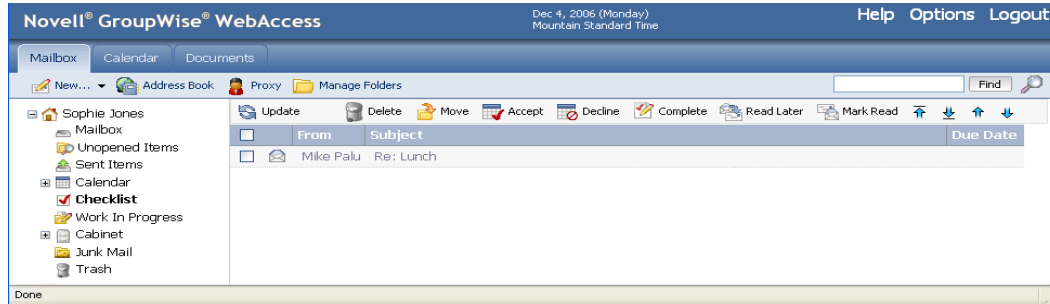 Novell® GroupWise® WebAccess
Dec 4, 2006 (Monday)
Mountain Standard Time
Help Options Logout
Mailbox Calendar Documents
New... Address Book Proxy Manage Folders Find
Sophie Jones
Mailbox
Unopened Items
Sent Items
Calendar
Checklist
Work In Progress
Cabinet
Junk Mail
Trash
Update Delete Move Accept Decline Complete Read Later Mark Read
From Subject Due Date
Mike Palu Re: Lunch
Done